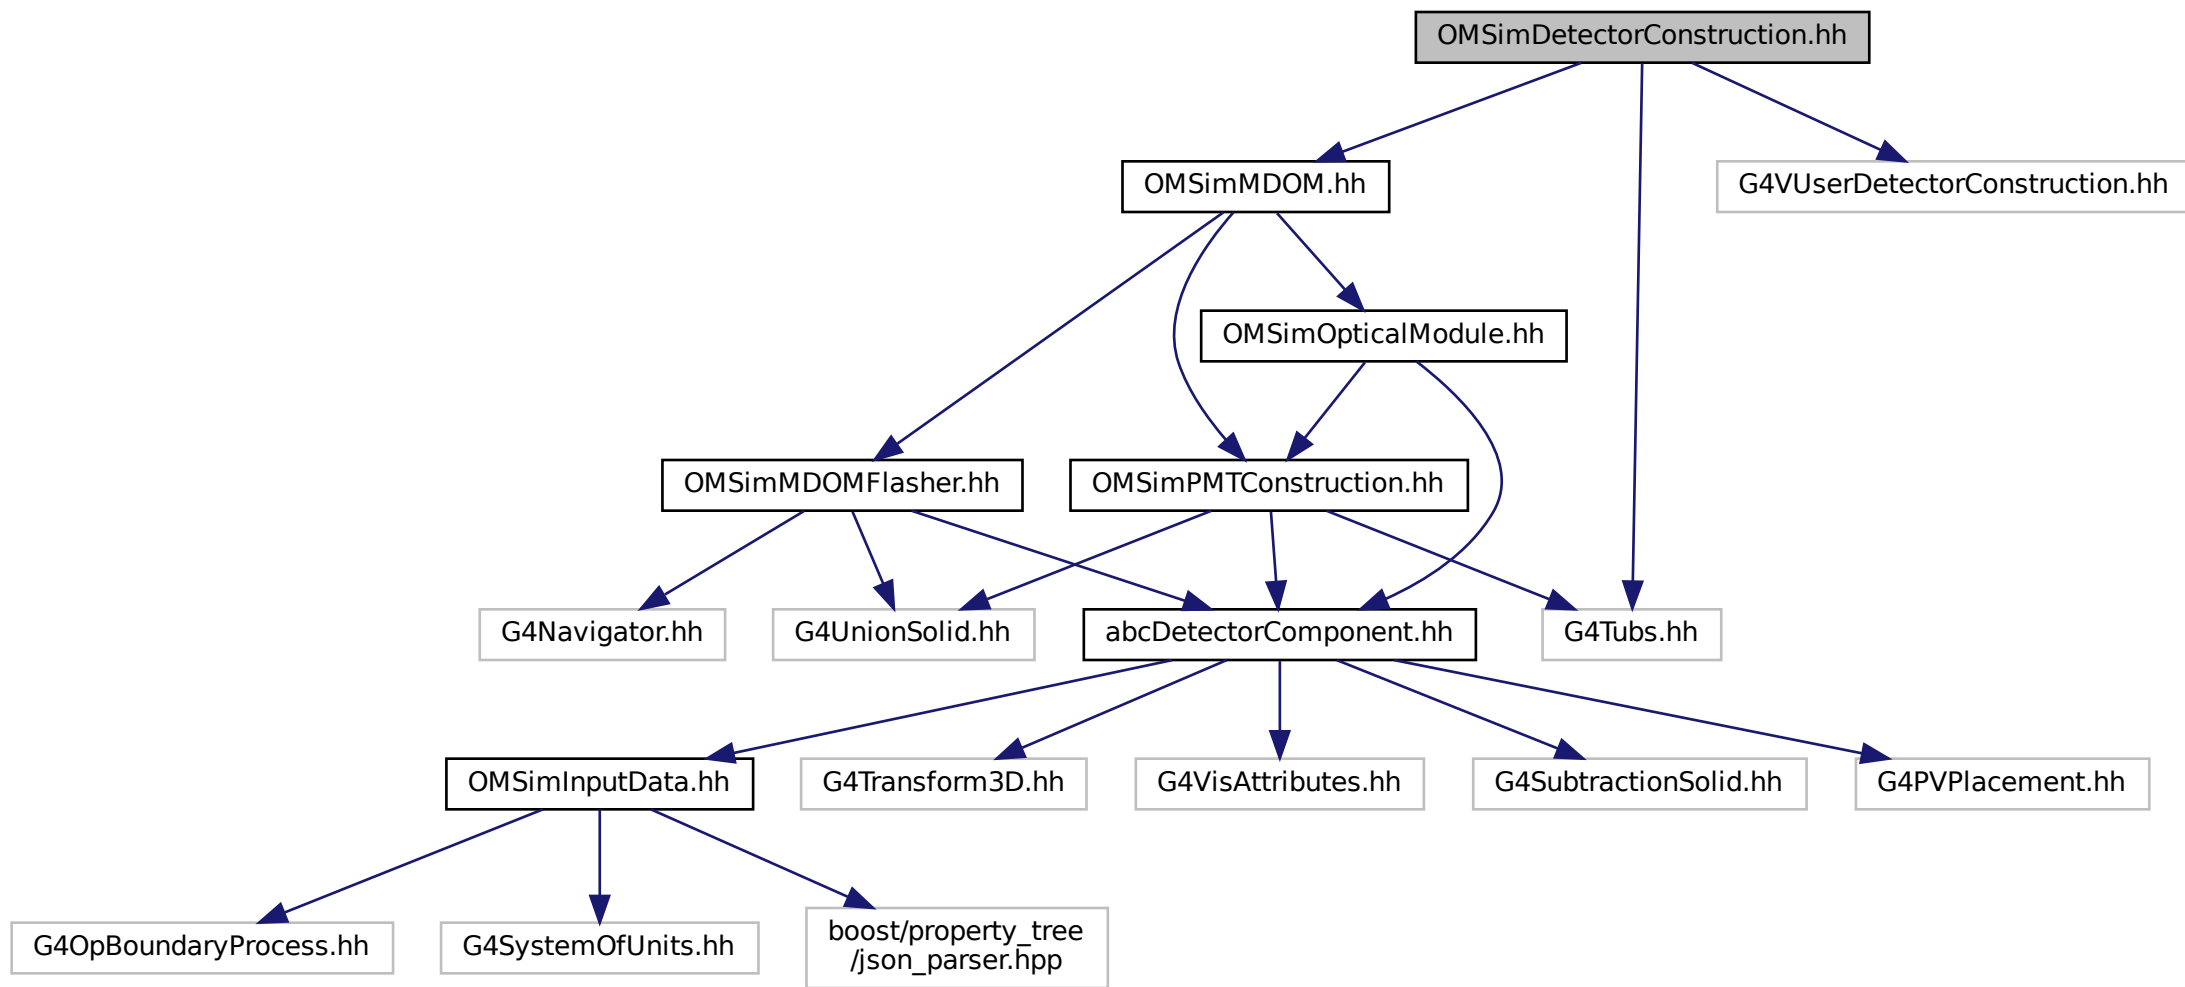 OMSimDetectorConstruction.hh
OMSimMDOM.hh
G4VUserDetectorConstruction.hh
OMSimOpticalModule.hh
OMSimMDOMFlasher.hh
OMSimPMTConstruction.hh
G4Navigator.hh
G4UnionSolid.hh
abcDetectorComponent.hh
G4Tubs.hh
OMSimInputData.hh
G4Transform3D.hh
G4VisAttributes.hh
G4SubtractionSolid.hh
G4PVPlacement.hh
G4OpBoundaryProcess.hh
G4SystemOfUnits.hh
boost/property_tree
/json_parser.hpp